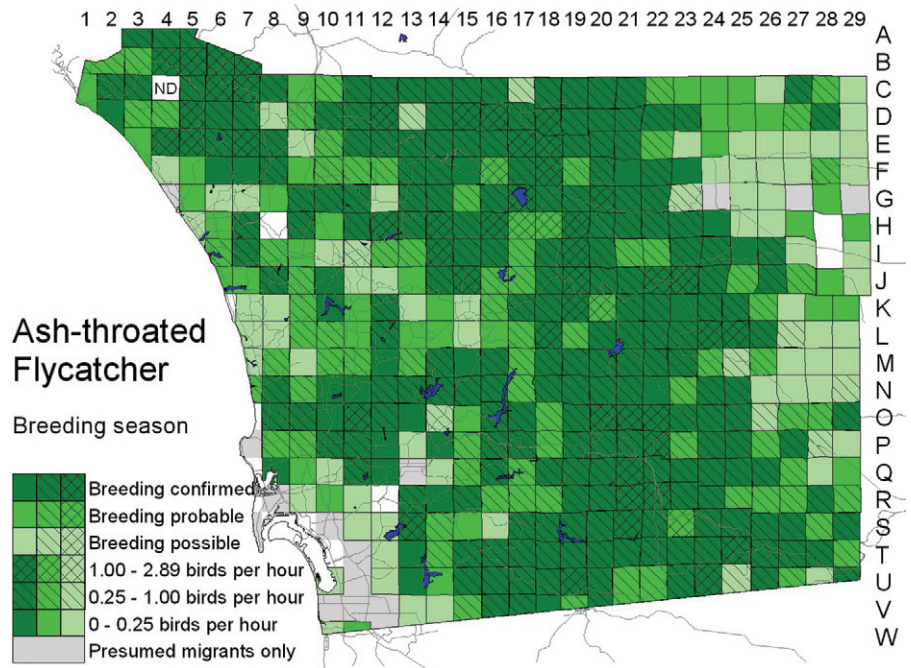 1 2 3 4 5 6 7 8 9 10 11 12 13 14 15 16 17 18 19 20 21 22 23 24 25 26 27 28 29
A
B
C
ND
D
E
F
G
H
I
J
K
L
M
N
O
P
Q
R
S
T
U
V
W
Ash-throated
Flycatcher
Breeding season
Breeding confirmed
Breeding probable
Breeding possible
1.00 - 2.89 birds per hour
0.25 - 1.00 birds per hour
0 - 0.25 birds per hour
Presumed migrants only